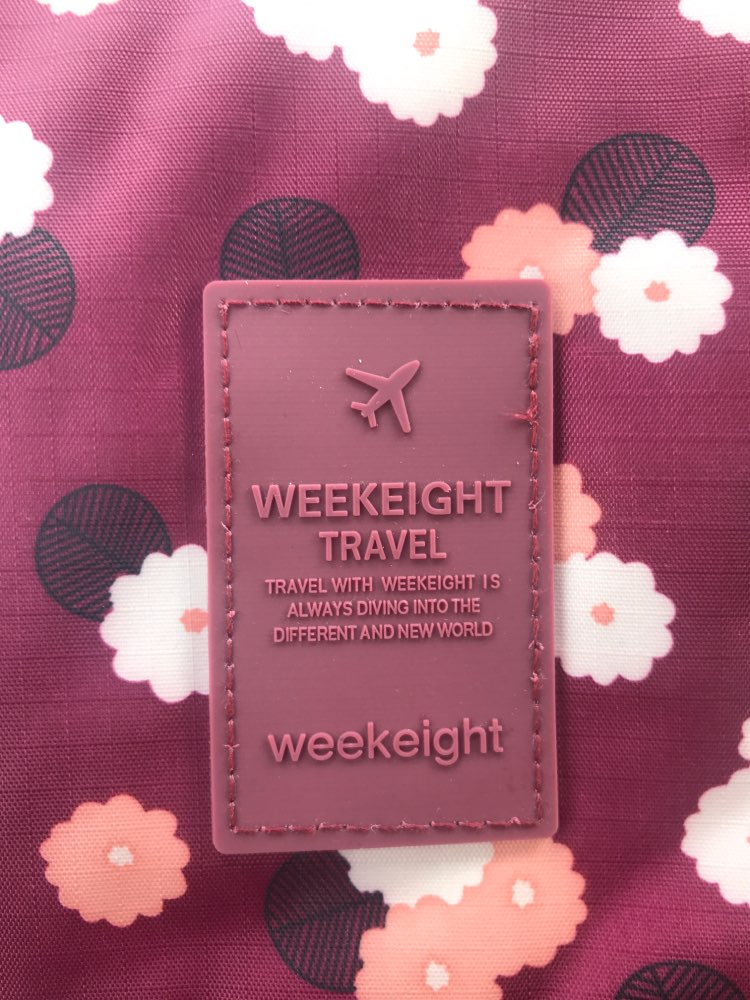 WEEKEIGHT
TRAVEL
TRAVEL WITH WEEKEIGHT IS
ALWAYS DIVING INTO THE
DIFFERENT AND NEW WORLD
weekeight